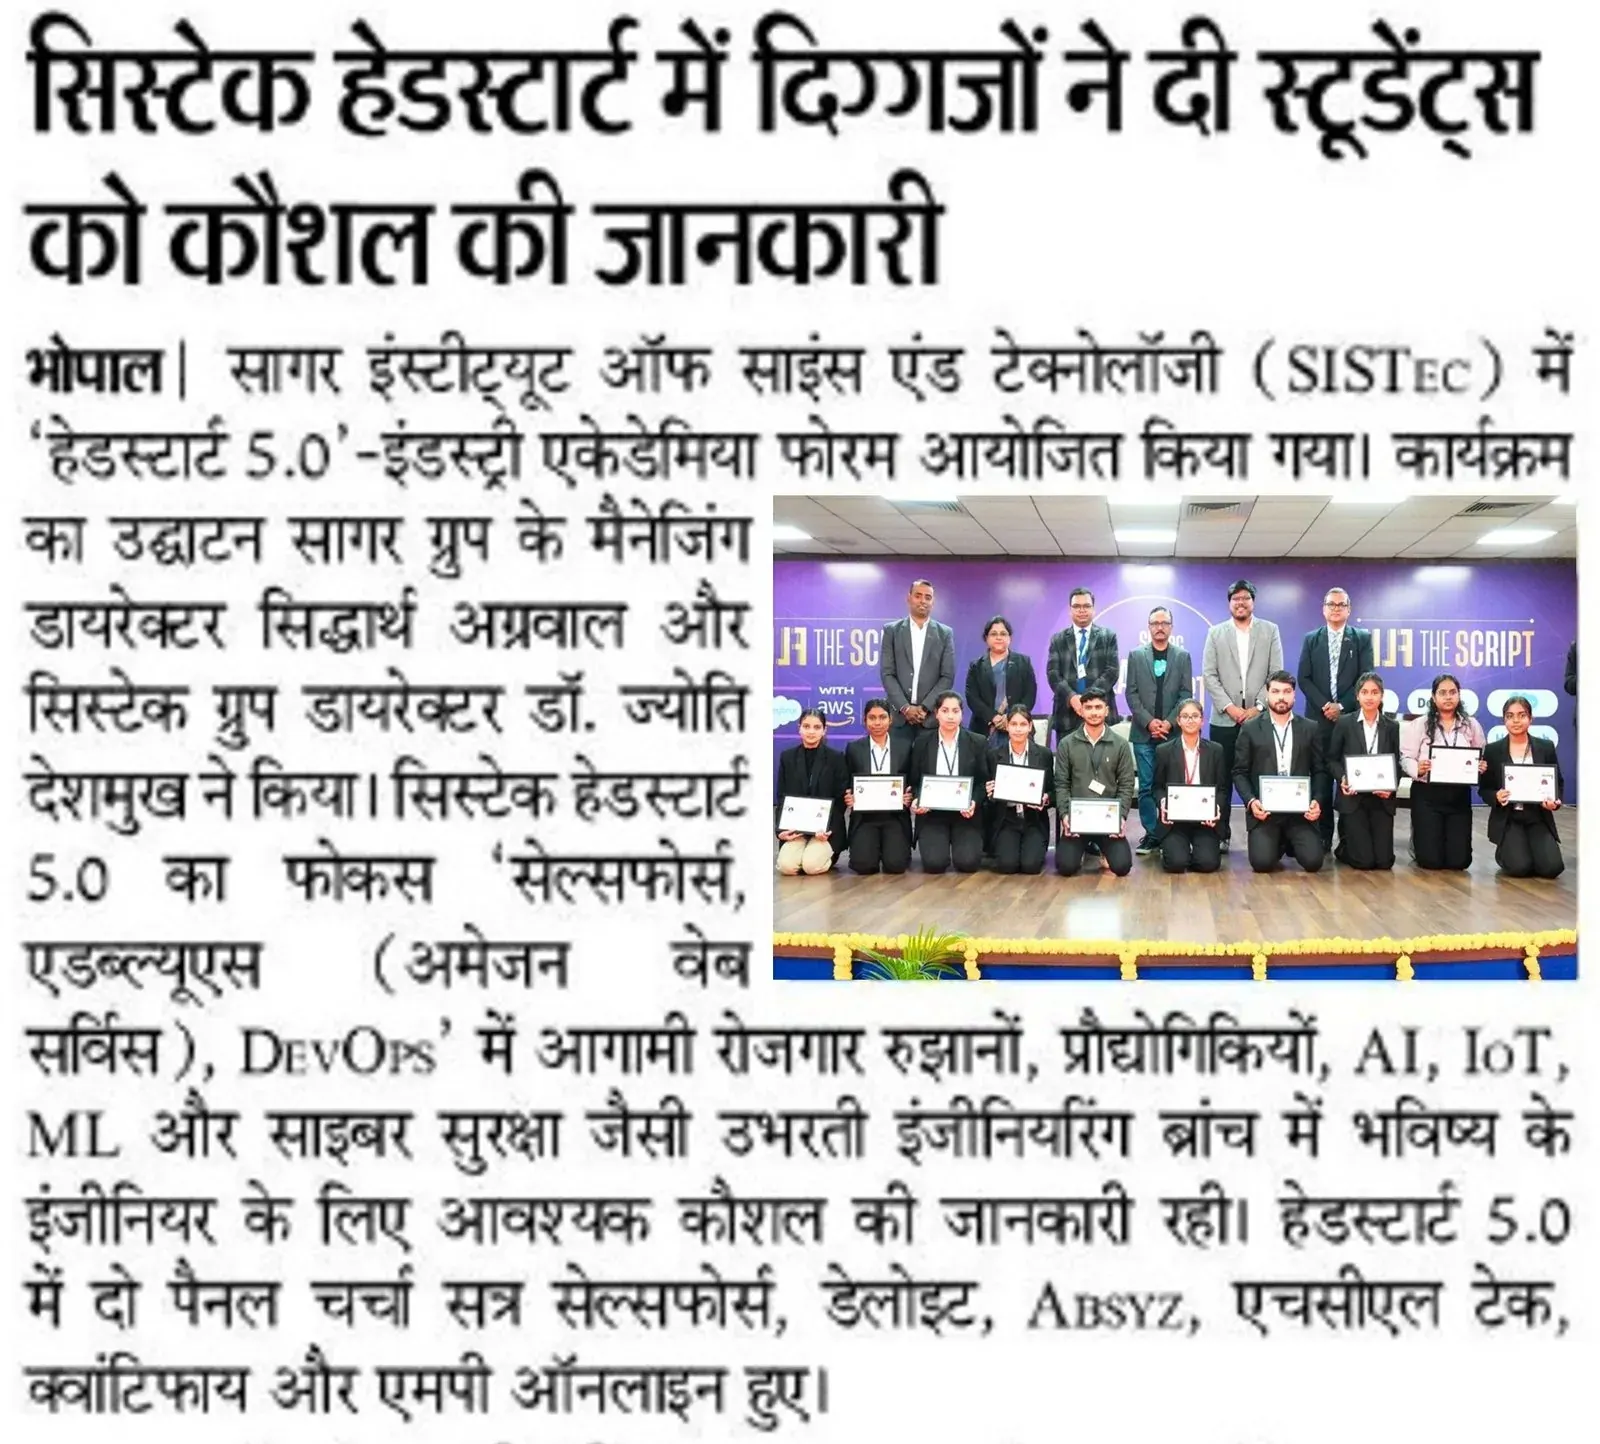 सिस्टेक हेडस्टार्ट में दिग्गजों ने दी स्टूडेंट्स
को कौशल की जानकारी
भोपाल| सागर इंस्टीट्यूट ऑफ साइंस एंड टेक्नोलॉजी (SISTEC) में
‘हेडस्टार्ट 5.0’-इंडस्ट्री एकेडेमिया फोरम आयोजित किया गया। कार्यक्रम
का उद्घाटन सागर ग्रुप के मैनेजिंग
डायरेक्टर सिद्धार्थ अग्रवाल और
सिस्टेक ग्रुप डायरेक्टर डॉ. ज्योति
देशमुख ने किया। सिस्टेक हेडस्टार्ट
5.0 का फोकस ‘सेल्सफोर्स,
एडब्ल्यूएस (अमेजन वेब
सर्विस), DEVOPS’ में आगामी रोजगार रुझानों, प्रौद्योगिकियों, AI, IOT,
ML और साइबर सुरक्षा जैसी उभरती इंजीनियरिंग ब्रांच में भविष्य के
इंजीनियर के लिए आवश्यक कौशल की जानकारी रही। हेडस्टार्ट 5.0
में दो पैनल चर्चा सत्र सेल्सफोर्स, डेलोइट, ABSYZ, एचसीएल टेक,
क्वांटिफाय और एमपी ऑनलाइन हुए।
THE SC
THE SCRIPT
WITH
aws